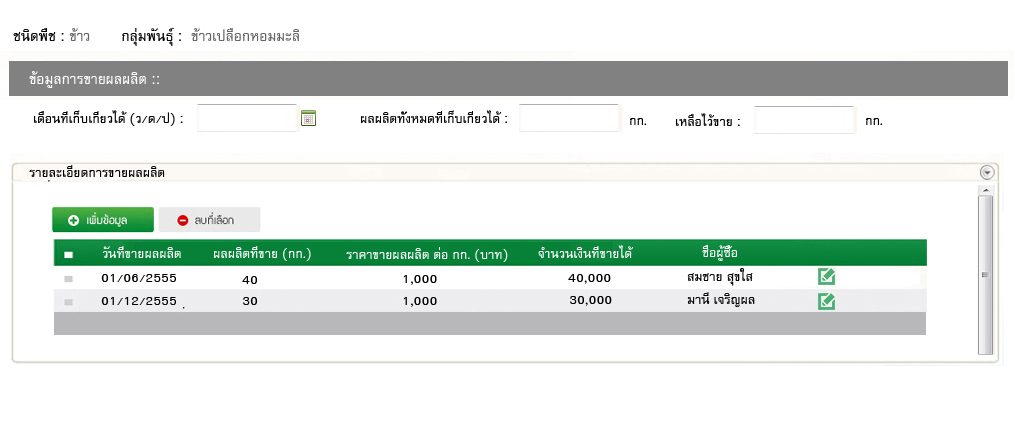 ชนิดพืช : ข้าว กลุ่มพันธุ์ : ข้าวเปลือกหอมมะลิ
ข้อมูลการขายผลผลิต ::
เดือนที่เก็บเกี่ยวได้ (ว/ด/ป) : ผลผลิตทั้งหมดที่เก็บเกี่ยวได้ : กก. เหลือไว้ขาย : กก.
รายละเอียดการขายผลผลิต
เพิ่มข้อมูล ลบที่เลือก
วันที่ขายผลผลิต ผลผลิตที่ขาย (กก.) ราคาขายผลผลิต ต่อ กก. (บาท) จำนวนเงินที่ขายได้ ชื่อผู้ซื้อ
01/06/2555 40 1,000 40,000 สมชาย สุขใส
01/12/2555 30 1,000 30,000 มานี เจริญผล